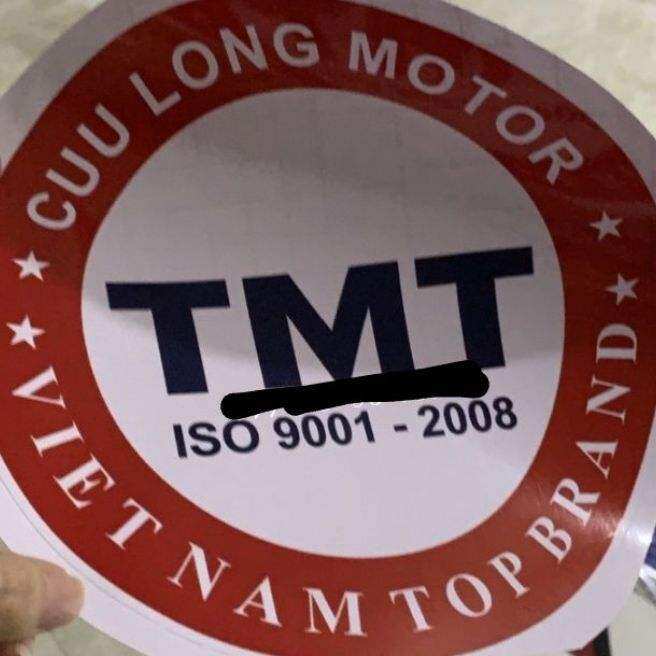 CUU LONG MOTOR
TMT
ISO 9001 - 2008
VIET NAM TOP BRAND